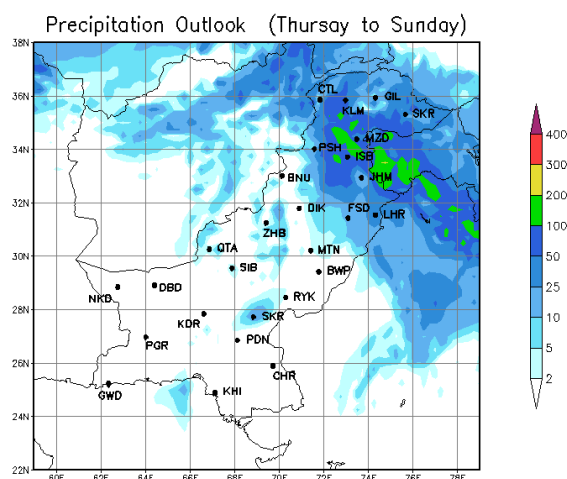 Precipitation Outlook (Thursay to Sunday)
38N
36N
34N
32N
30N
28N
26N
24N
22N
CTL
KLM
GIL
SKR
MZD
PSH
ISB
BNU
JHM
DIK
FSD
LHR
ZHB
QTA
MTN
SIB
BWP
NKD
DBD
RYK
KDR
SKR
PGR
PDN
CHR
GWD
KHI
60E
62E
64E
66E
68E
70E
72E
74E
76E
78E
400
300
200
100
50
25
10
5
2